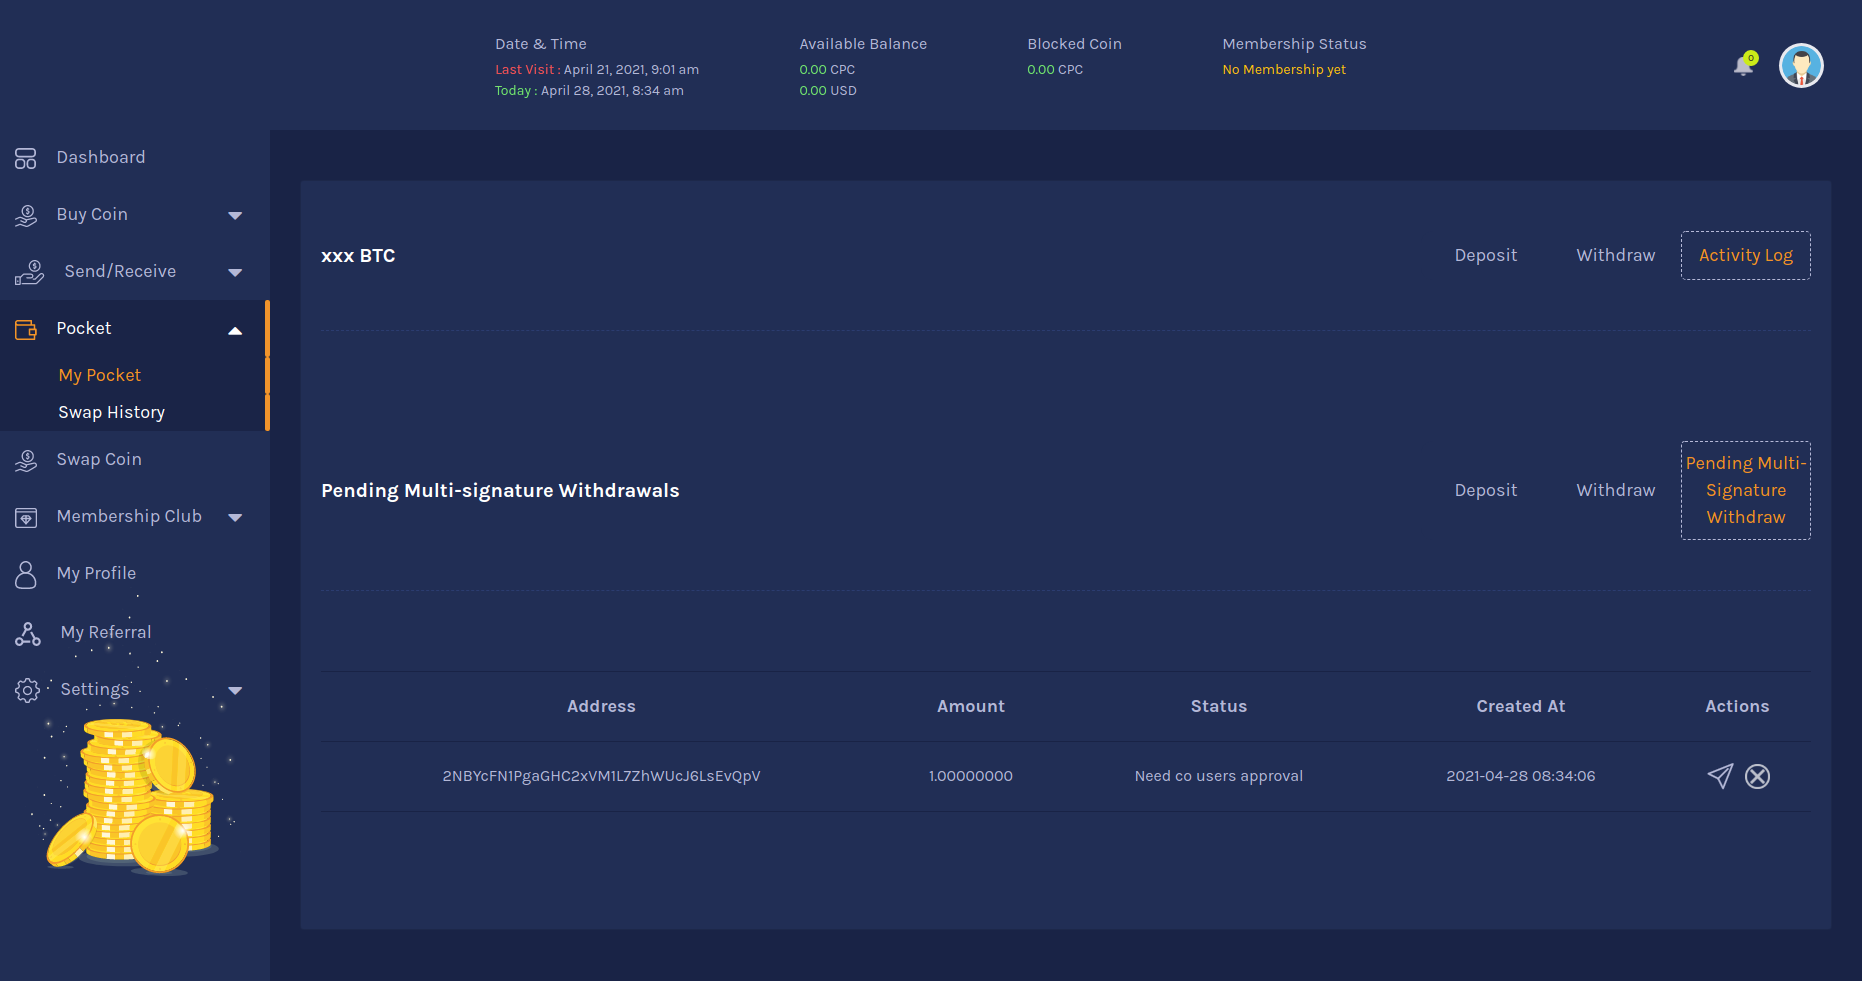 Date & Time
Last Visit : April 21, 2021, 9:01 am
Today : April 28, 2021, 8:34 am
Available Balance
0.00 CPC
0.00 USD
Blocked Coin
0.00 CPC
Membership Status
No Membership yet
0
Dashboard
Buy Coin
Send/Receive
Pocket
My Pocket
Swap History
Swap Coin
Membership Club
My Profile
My Referral
Settings
xxx BTC
Deposit
Withdraw
Activity Log
Pending Multi-signature Withdrawals
Deposit
Withdraw
Pending Multi-
Signature
Withdraw
Address Amount Status Created At Actions
2NBYcFN1PgaGHC2xVM1L7ZhWUcJ6LsEvQpV 1.00000000 Need co users approval 2021-04-28 08:34:06